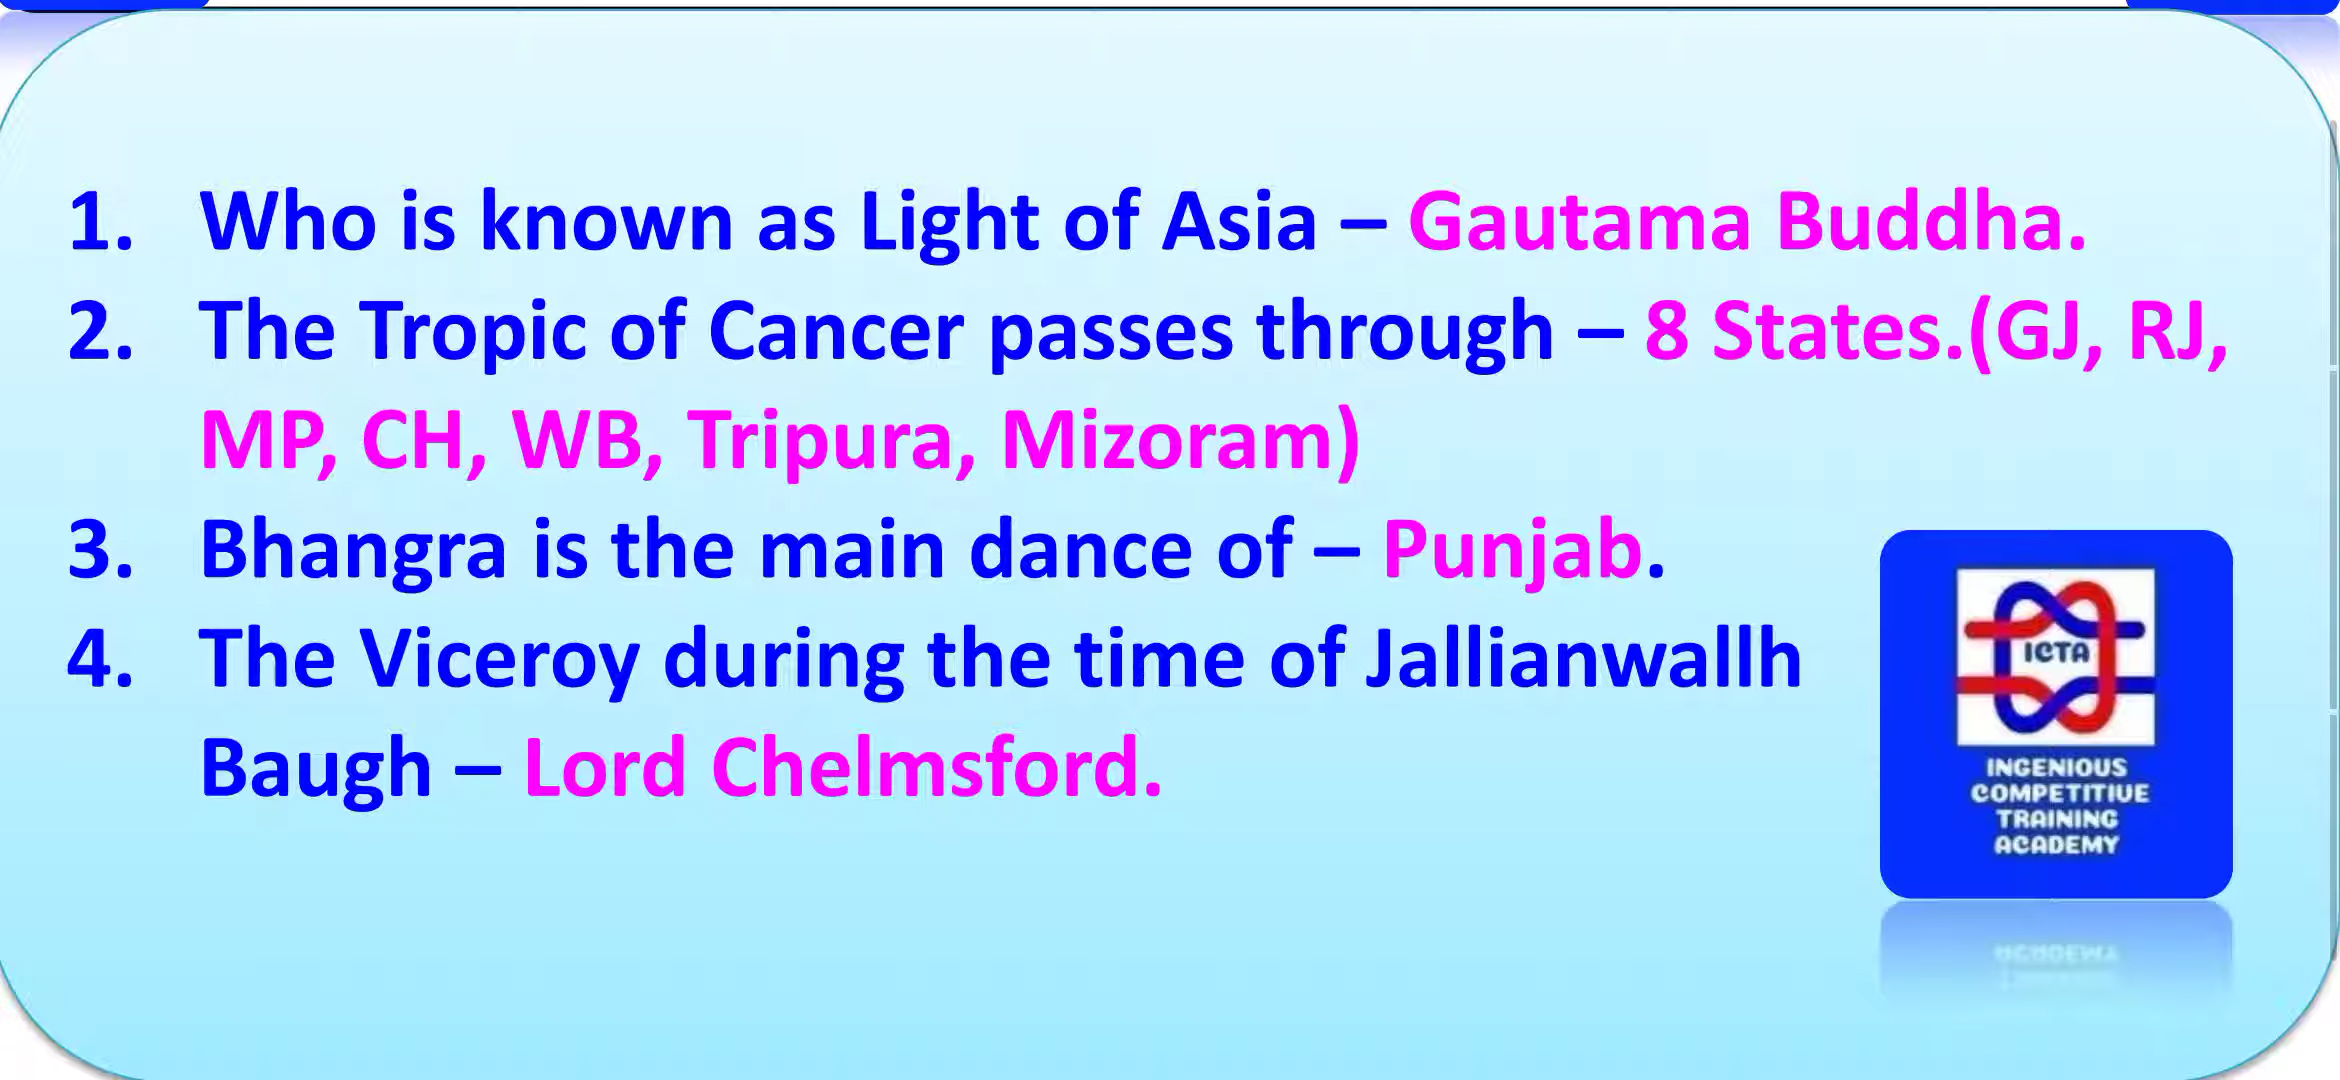 1. Who is known as Light of Asia – Gautama Buddha.
2. The Tropic of Cancer passes through – 8 States.(GJ, RJ,
MP, CH, WB, Tripura, Mizoram)
3. Bhangra is the main dance of – Punjab.
4. The Viceroy during the time of Jallianwallh
Baugh – Lord Chelmsford.
ICTA
INGENIOUS
COMPETITIVE
TRAINING
ACADEMY